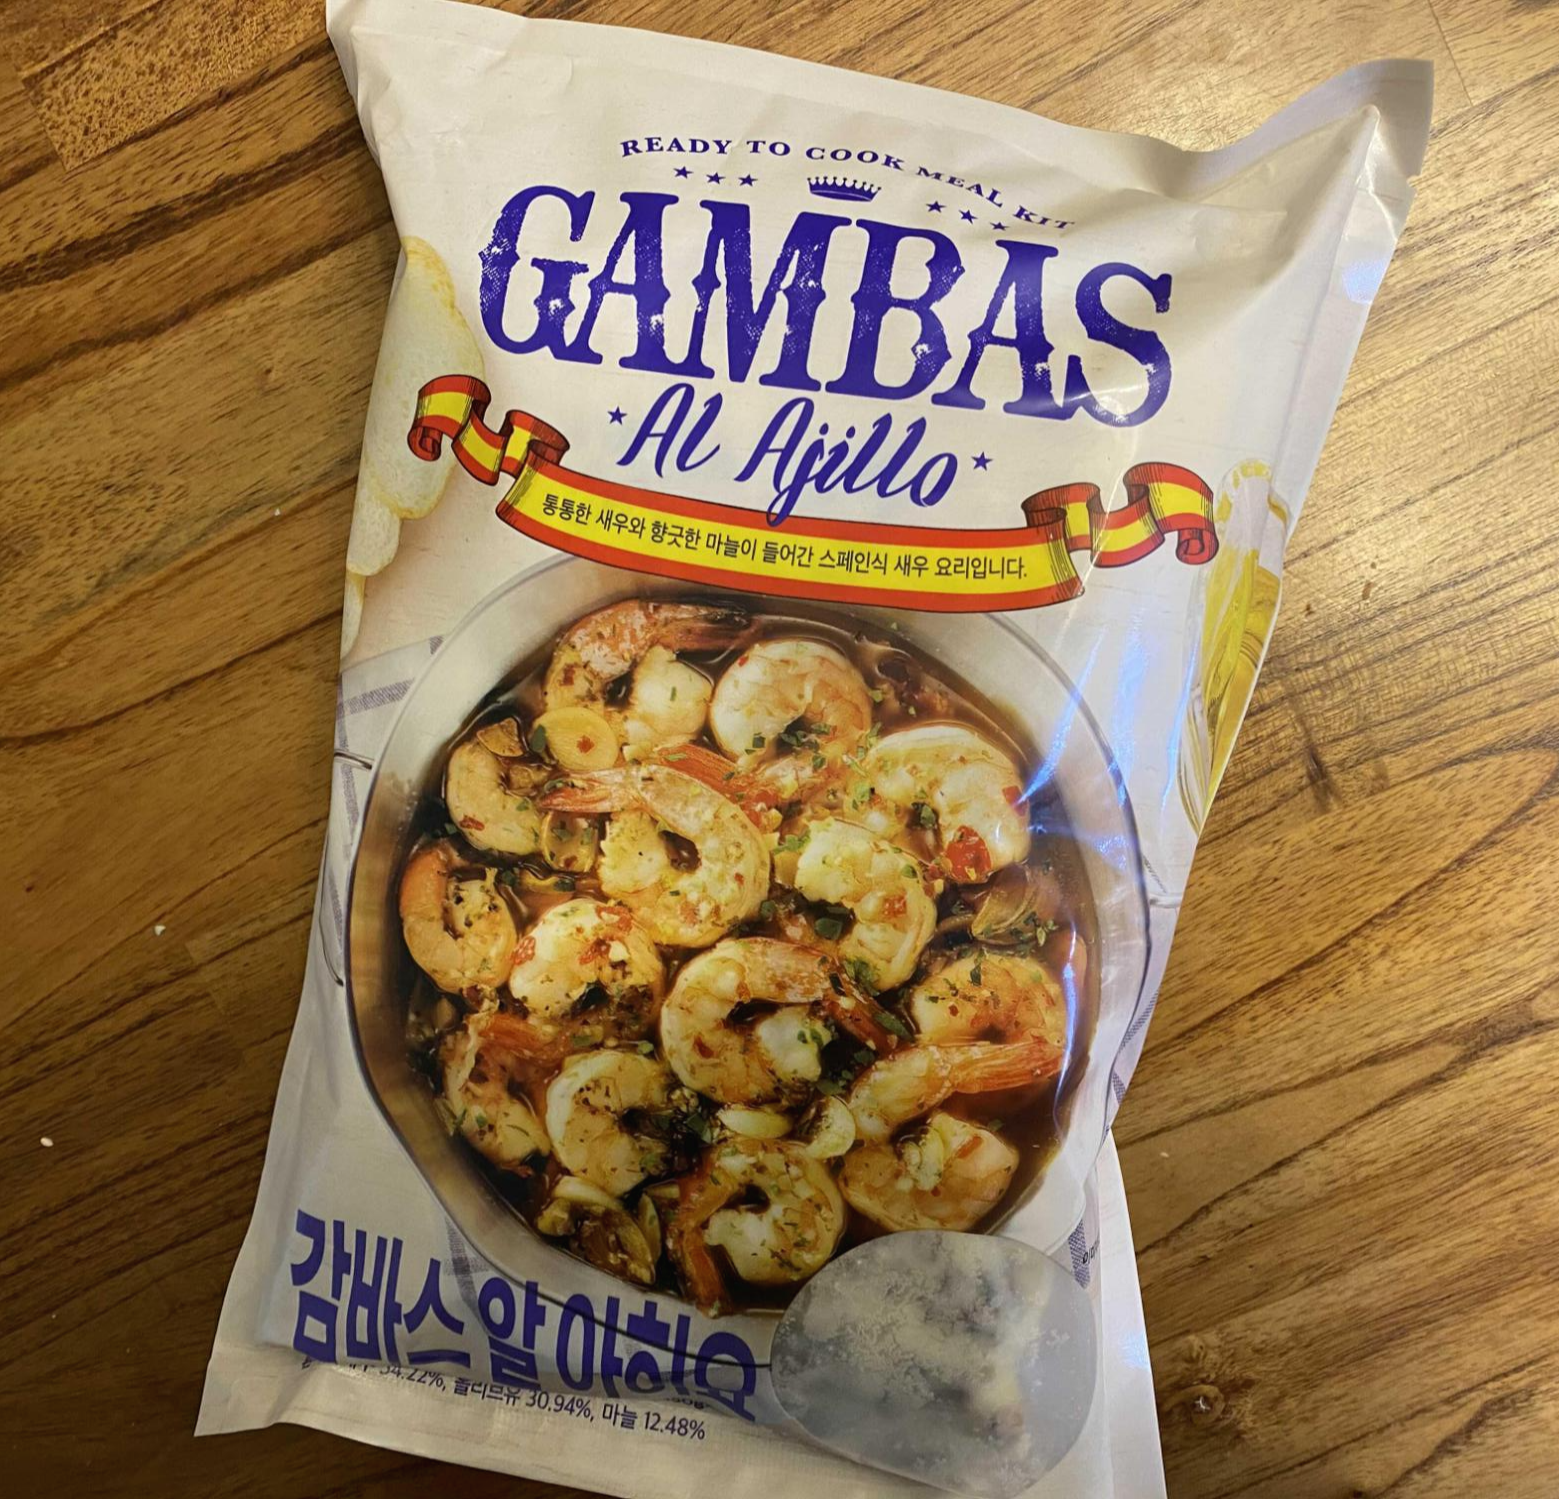 READY TO COOK MEAL KIT
GAMBAS
Al Ajillo
통통한 새우와 향긋한 마늘이 들어간 스페인식 새우 요리입니다.
감바스 알 아히요
34.22%, 올리브유 30.94%, 마늘 12.48%